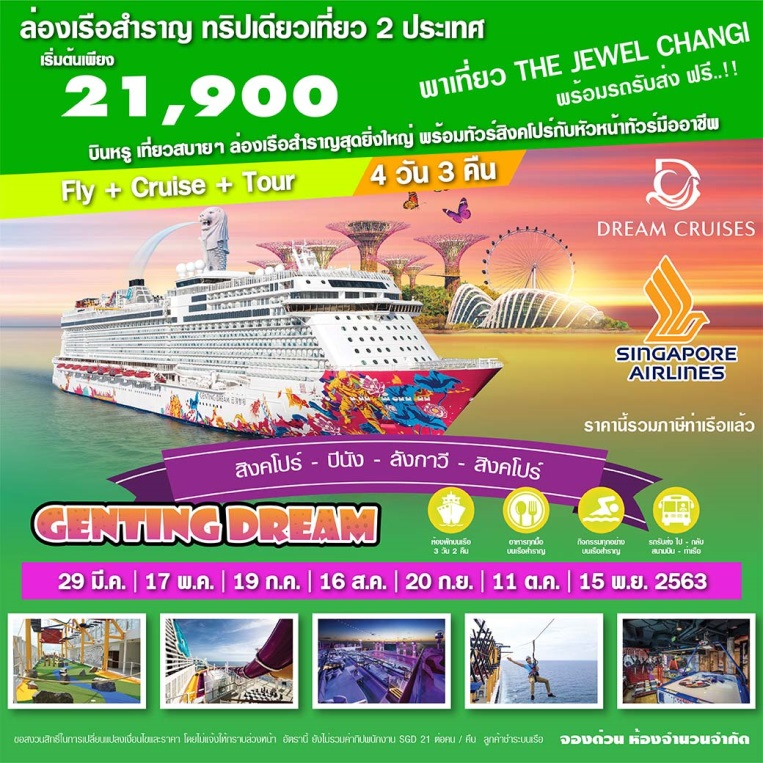 ล่องเรือสำราญ ทริปเดียวเที่ยว 2 ประเทศ
เริ่มต้นเพียง
21,900
พาเที่ยว THE JEWEL CHANGI
พร้อมรถรับส่ง ฟรี..!!
บินหรู เที่ยวสบายๆ ล่องเรือสำราญสุดยิ่งใหญ่ พร้อมทัวร์สิงคโปร์กับหัวหน้าทัวร์มืออาชีพ
Fly + Cruise + Tour
4 วัน 3 คืน
DREAM CRUISES
SINGAPORE
AIRLINES
GENTING DREAM
ราคานี้รวมภาษีท่าเรือแล้ว
สิงคโปร์ - ปีนัง - ลังกาวี - สิงคโปร์
GENTING DREAM
ห้องพักบนเรือ
3 วัน 2 คืน
อาหารทุกมื้อ
บนเรือสำราญ
กิจกรรมทุกอย่าง
บนเรือสำราญ
รถรับส่ง ไป - กลับ
สนามบิน - ท่าเรือ
29 มี.ค. | 17 พ.ค. | 19 ก.ค. | 16 ส.ค. | 20 ก.ย. | 11 ต.ค. | 15 พ.ย. 2563
ขอสงวนสิทธิ์ในการเปลี่ยนแปลงเงื่อนไขและราคา โดยไม่แจ้งให้ทราบล่วงหน้า อัตรานี้ ยังไม่รวมค่าทิปพนักงาน SGD 21 ต่อคน / คืน ลูกค้าชำระบนเรือ
จองด่วน ห้องจำนวนจำกัด